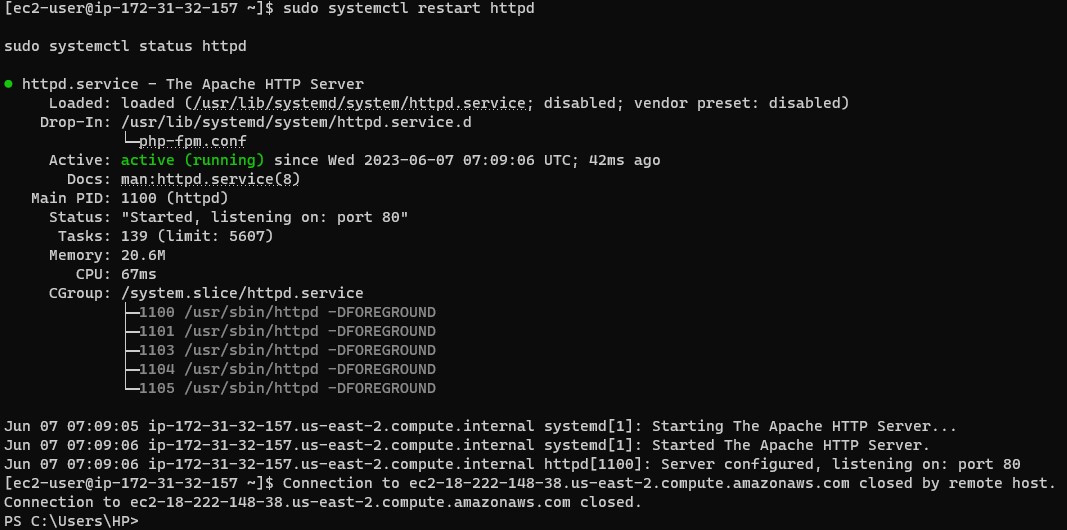 [ec2-user@ip-172-31-32-157 ~]$ sudo systemctl restart httpd
sudo systemctl status httpd
● httpd.service - The Apache HTTP Server
Loaded: loaded (/usr/lib/systemd/system/httpd.service; disabled; vendor preset: disabled)
Drop-In: /usr/lib/systemd/system/httpd.service.d
└─php-fpm.conf
Active: active (running) since Wed 2023-06-07 07:09:06 UTC; 42ms ago
Docs: man:httpd.service(8)
Main PID: 1100 (httpd)
Status: "Started, listening on: port 80"
Tasks: 139 (limit: 5607)
Memory: 20.6M
CPU: 67ms
CGroup: /system.slice/httpd.service
├─1100 /usr/sbin/httpd -DFOREGROUND
├─1101 /usr/sbin/httpd -DFOREGROUND
├─1103 /usr/sbin/httpd -DFOREGROUND
├─1104 /usr/sbin/httpd -DFOREGROUND
└─1105 /usr/sbin/httpd -DFOREGROUND
Jun 07 07:09:05 ip-172-31-32-157.us-east-2.compute.internal systemd[1]: Starting The Apache HTTP Server...
Jun 07 07:09:06 ip-172-31-32-157.us-east-2.compute.internal systemd[1]: Started The Apache HTTP Server.
Jun 07 07:09:06 ip-172-31-32-157.us-east-2.compute.internal httpd[1100]: Server configured, listening on: port 80
[ec2-user@ip-172-31-32-157 ~]$ Connection to ec2-18-222-148-38.us-east-2.compute.amazonaws.com closed by remote host.
Connection to ec2-18-222-148-38.us-east-2.compute.amazonaws.com closed.
PS C:\Users\HP>